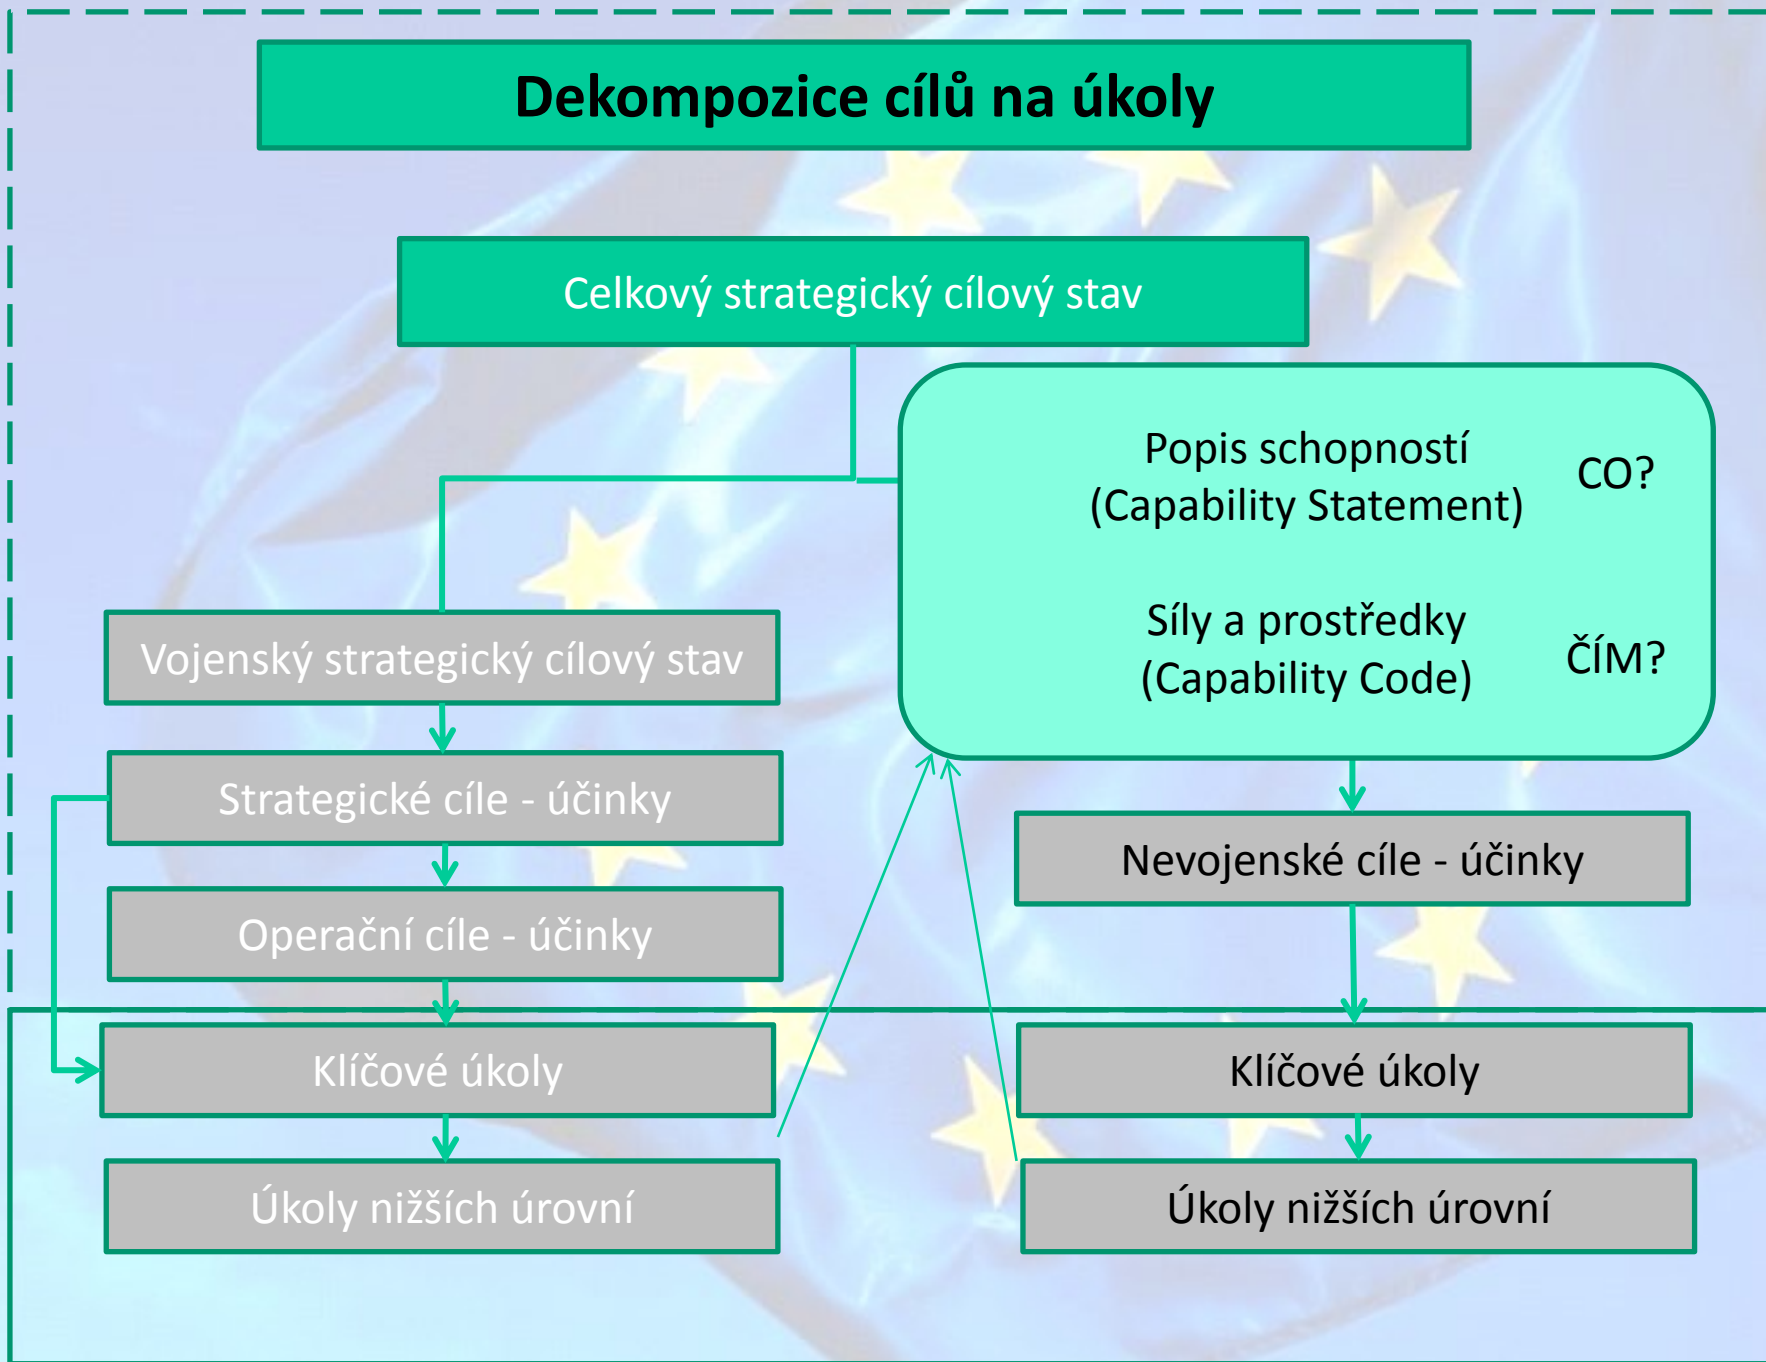 Dekompozice cílů na úkoly
Celkový strategický cílový stav
Popis schopností
(Capability Statement)
CO?
Síly a prostředky
(Capability Code)
ČÍM?
Vojenský strategický cílový stav
Strategické cíle - účinky
Operační cíle - účinky
Klíčové úkoly
Úkoly nižších úrovní
Nevojenské cíle - účinky
Klíčové úkoly
Úkoly nižších úrovní